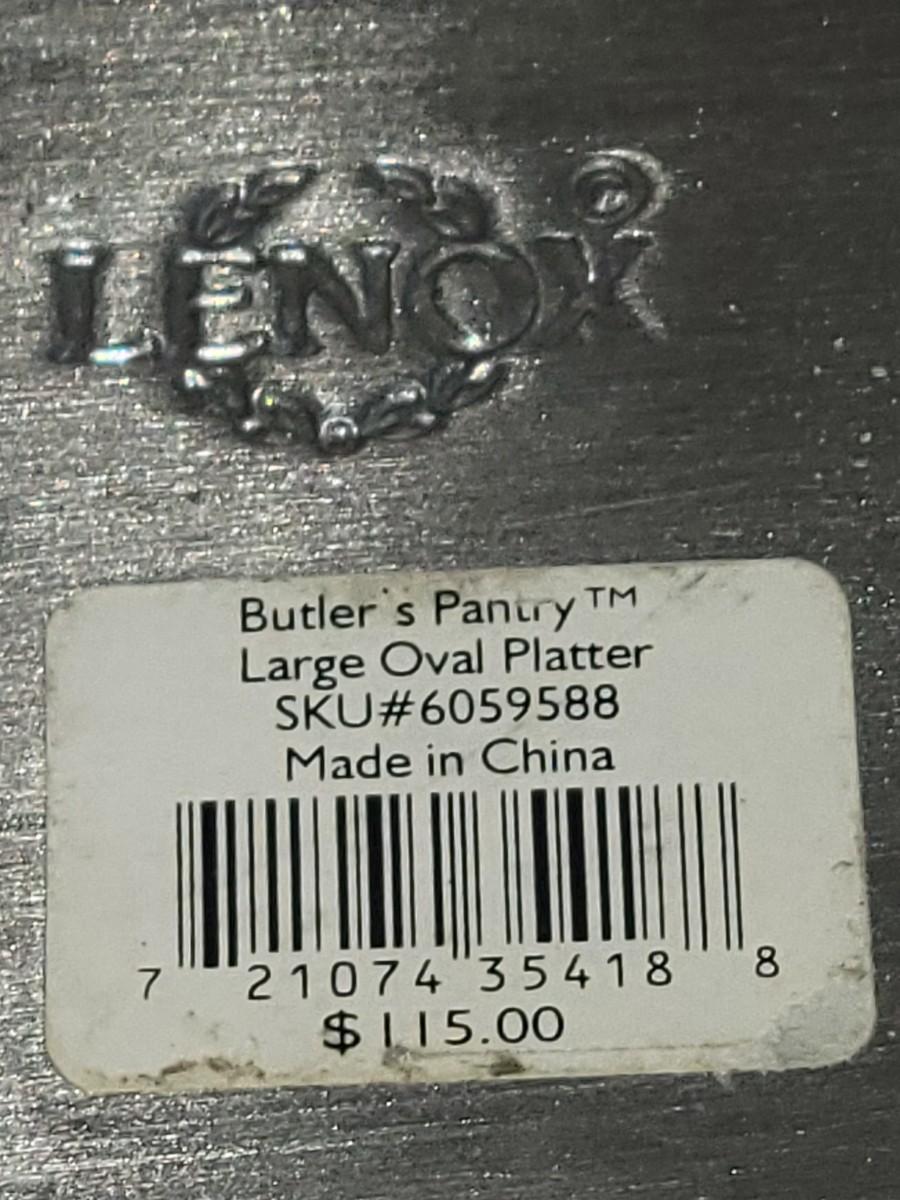 LENOX®
Butler's Pantry™
Large Oval Platter
SKU#6059588
Made in China
7 21074 35418 8
$115.00